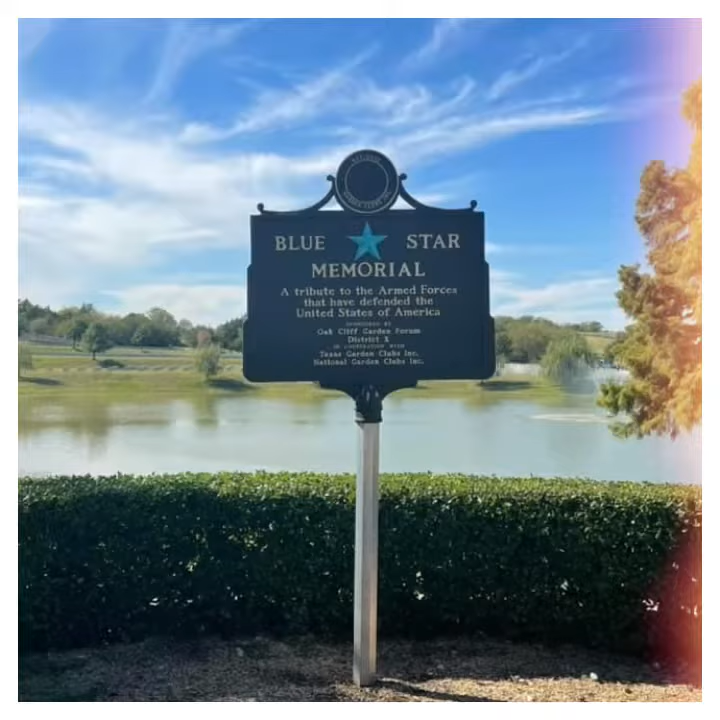 BLUE STAR
MEMORIAL
A tribute to the Armed Forces
that have defended the
United States of America
SPONSORED BY
Oak Cliff Garden Forum
District X
IN COOPERATION WITH
Texas Garden Clubs Inc.
National Garden Clubs Inc.